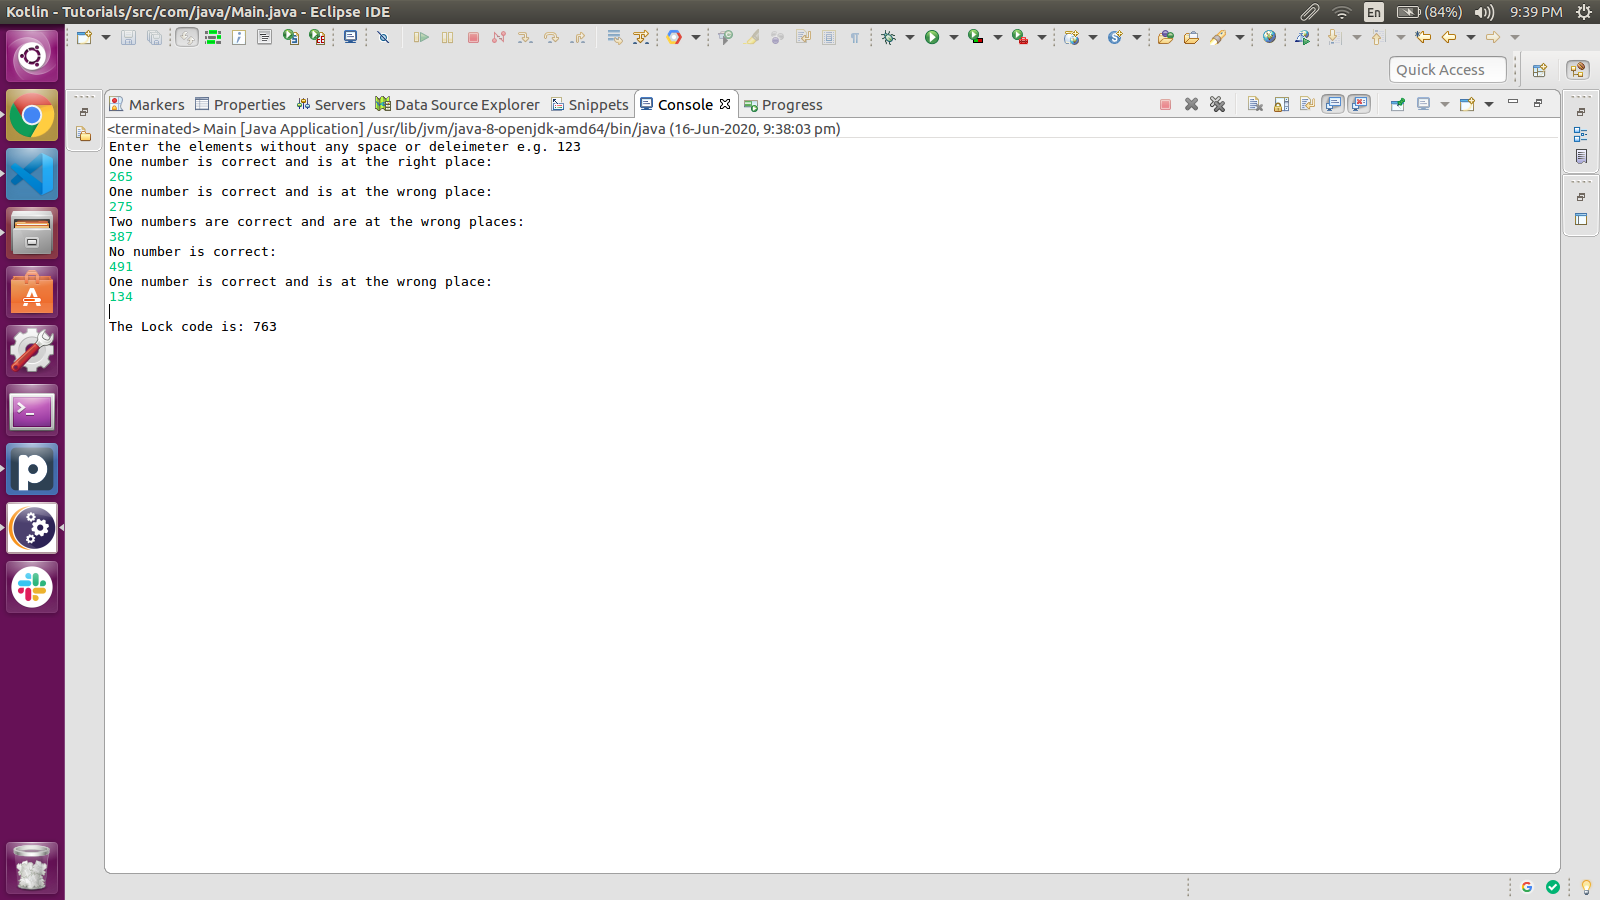 Kotlin - Tutorials/src/com/java/Main.java - Eclipse IDE
En
(84%)
9:39 PM
Quick Access
Markers
Properties
Servers
Data Source Explorer
Snippets
Console
Progress
<terminated> Main [Java Application] /usr/lib/jvm/java-8-openjdk-amd64/bin/java (16-Jun-2020, 9:38:03 pm)
Enter the elements without any space or deleimeter e.g. 123
One number is correct and is at the right place:
265
One number is correct and is at the wrong place:
275
Two numbers are correct and are at the wrong places:
387
No number is correct:
491
One number is correct and is at the wrong place:
134
The Lock code is: 763